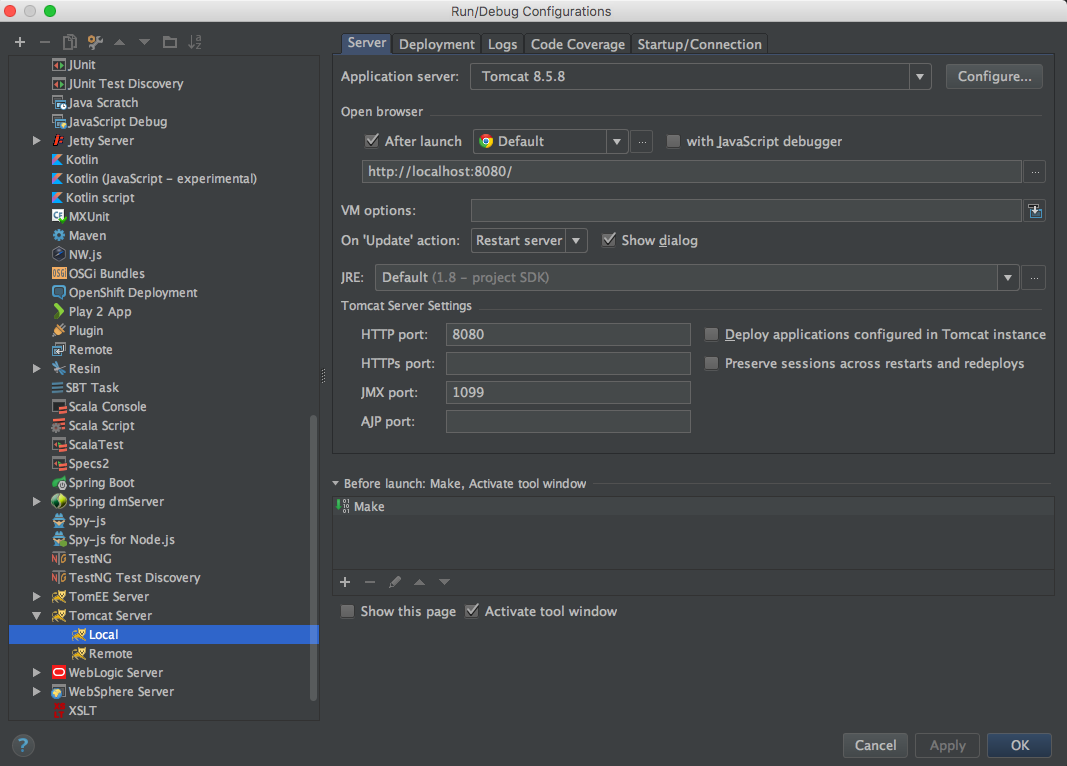 Run/Debug Configurations
JUnit
JUnit Test Discovery
Java Scratch
JavaScript Debug
Jetty Server
Kotlin
Kotlin (JavaScript – experimental)
Kotlin script
MXUnit
Maven
NW.js
OSGi Bundles
OpenShift Deployment
Play 2 App
Plugin
Remote
Resin
SBT Task
Scala Console
Scala Script
ScalaTest
Specs2
Spring Boot
Spring dmServer
Spy-js
Spy-js for Node.js
TestNG
TestNG Test Discovery
TomEE Server
Tomcat Server
Local
Remote
WebLogic Server
WebSphere Server
XSLT
?
Server Deployment Logs Code Coverage Startup/Connection
Application server: Tomcat 8.5.8 Configure...
Open browser
After launch Default ... with JavaScript debugger
http://localhost:8080/ ...
VM options:
On 'Update' action: Restart server Show dialog
JRE: Default (1.8 – project SDK) ...
Tomcat Server Settings
HTTP port: 8080 Deploy applications configured in Tomcat instance
HTTPs port: Preserve sessions across restarts and redeploys
JMX port: 1099
AJP port:
Before launch: Make, Activate tool window
Make
Show this page Activate tool window
Cancel Apply OK